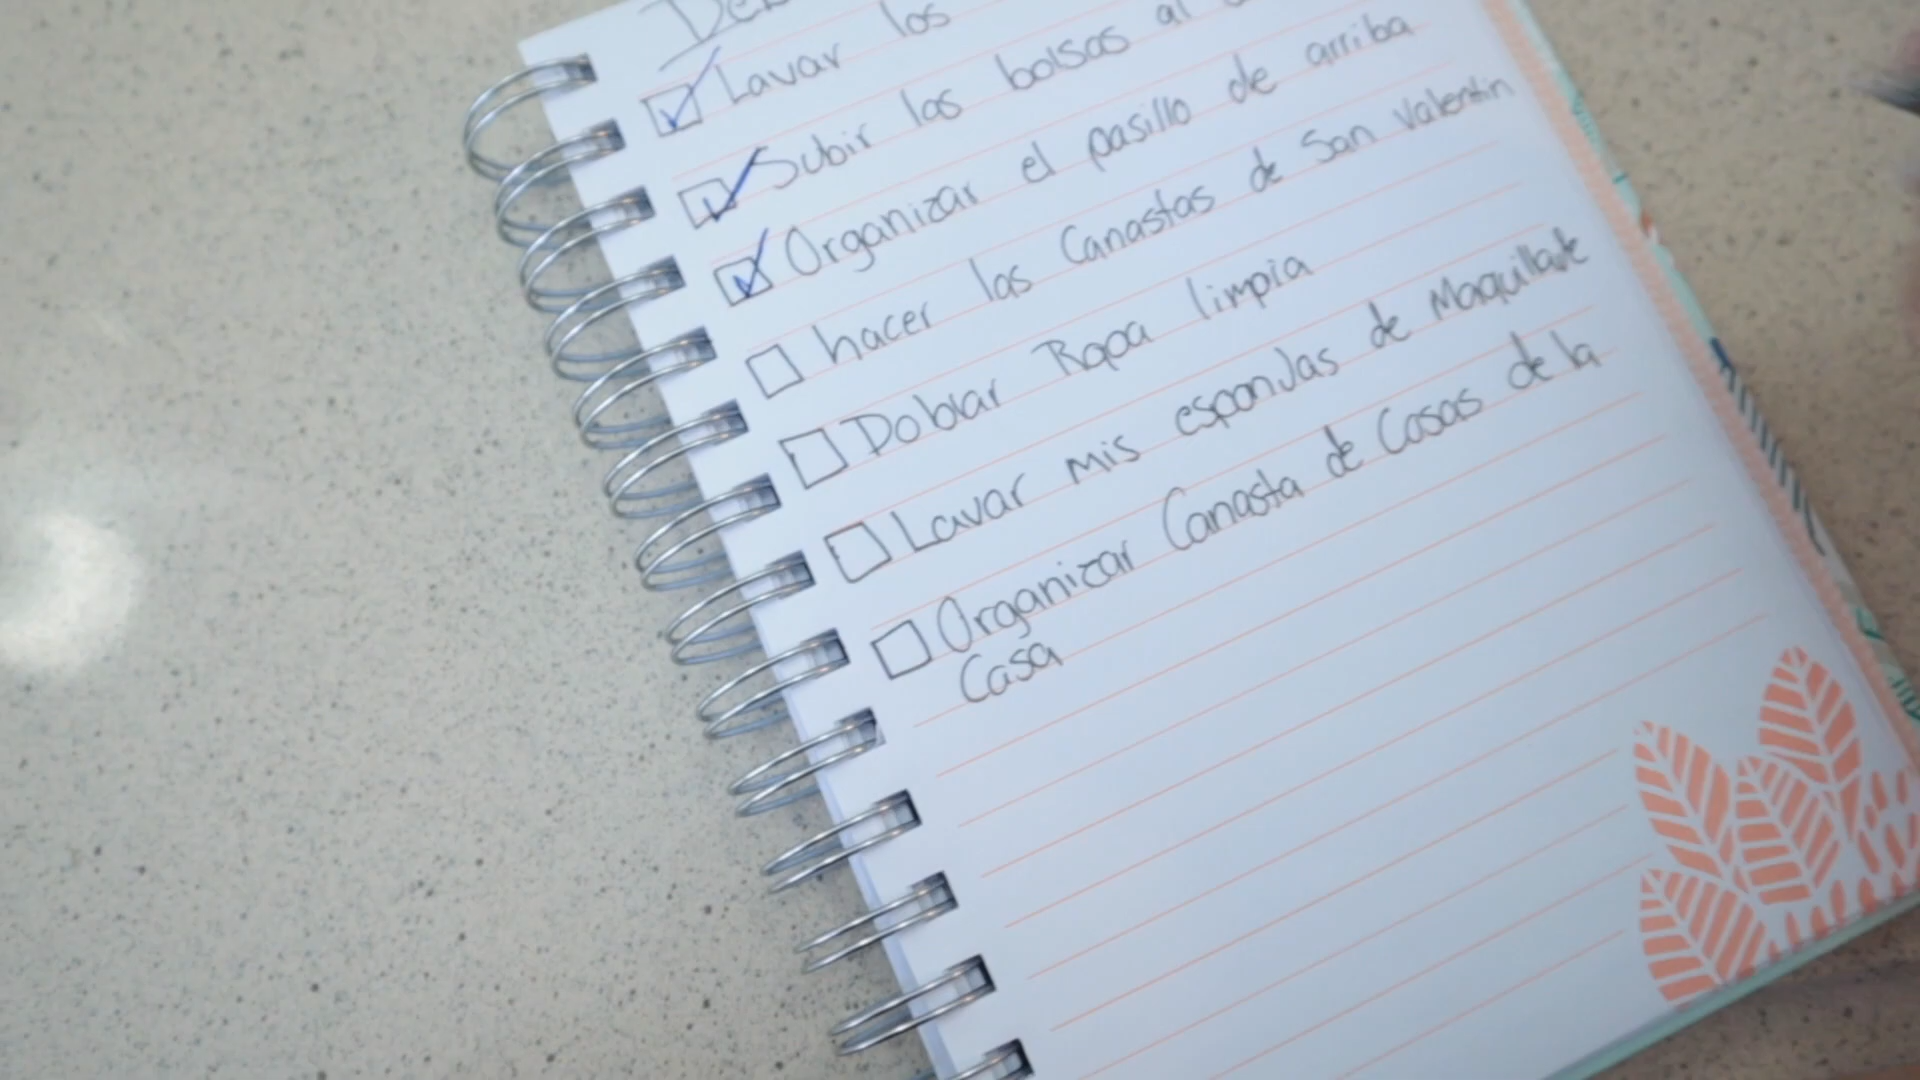 Lavar los
Subir las bolsas al
Organizar el pasillo de arriba
hacer las Canastas de San Valentin
Doblar Ropa limpia
Lavar mis esponJas de MaquillaJe
Organizar Canasta de Cosas de la
Casa